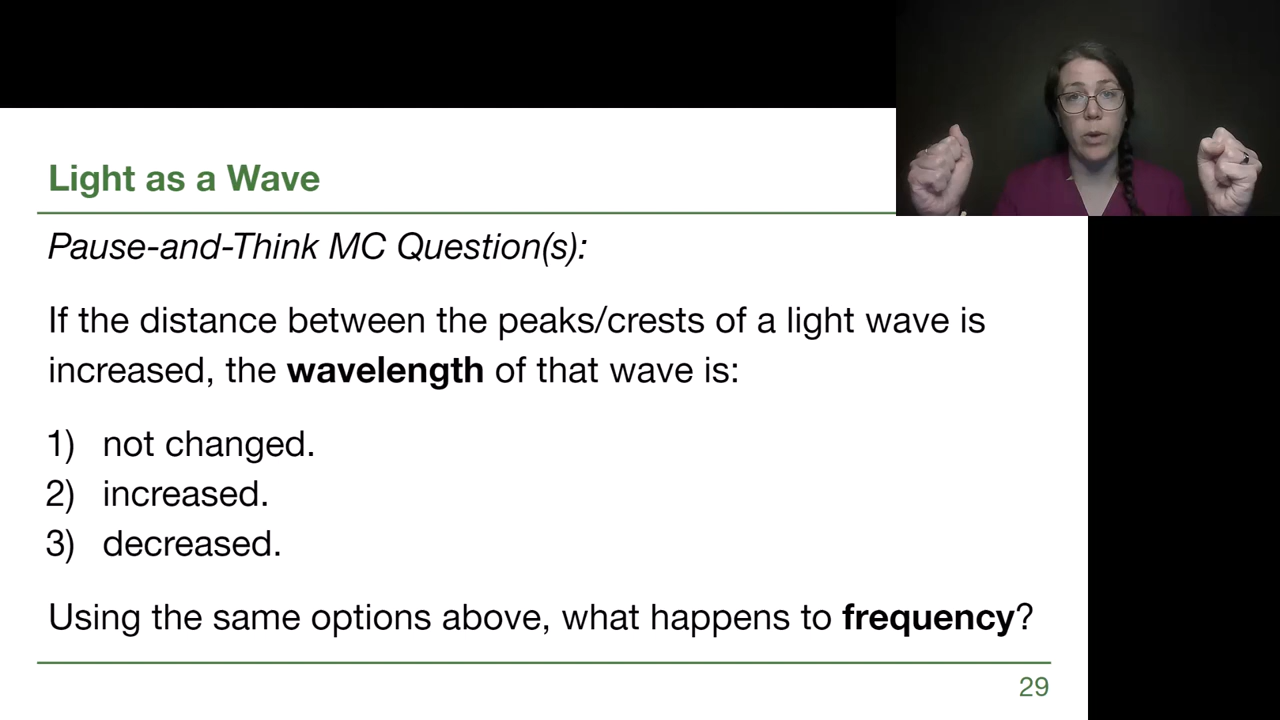 Light as a Wave
Pause-and-Think MC Question(s):
If the distance between the peaks/crests of a light wave is
increased, the wavelength of that wave is:
1) not changed.
2) increased.
3) decreased.
Using the same options above, what happens to frequency?
29